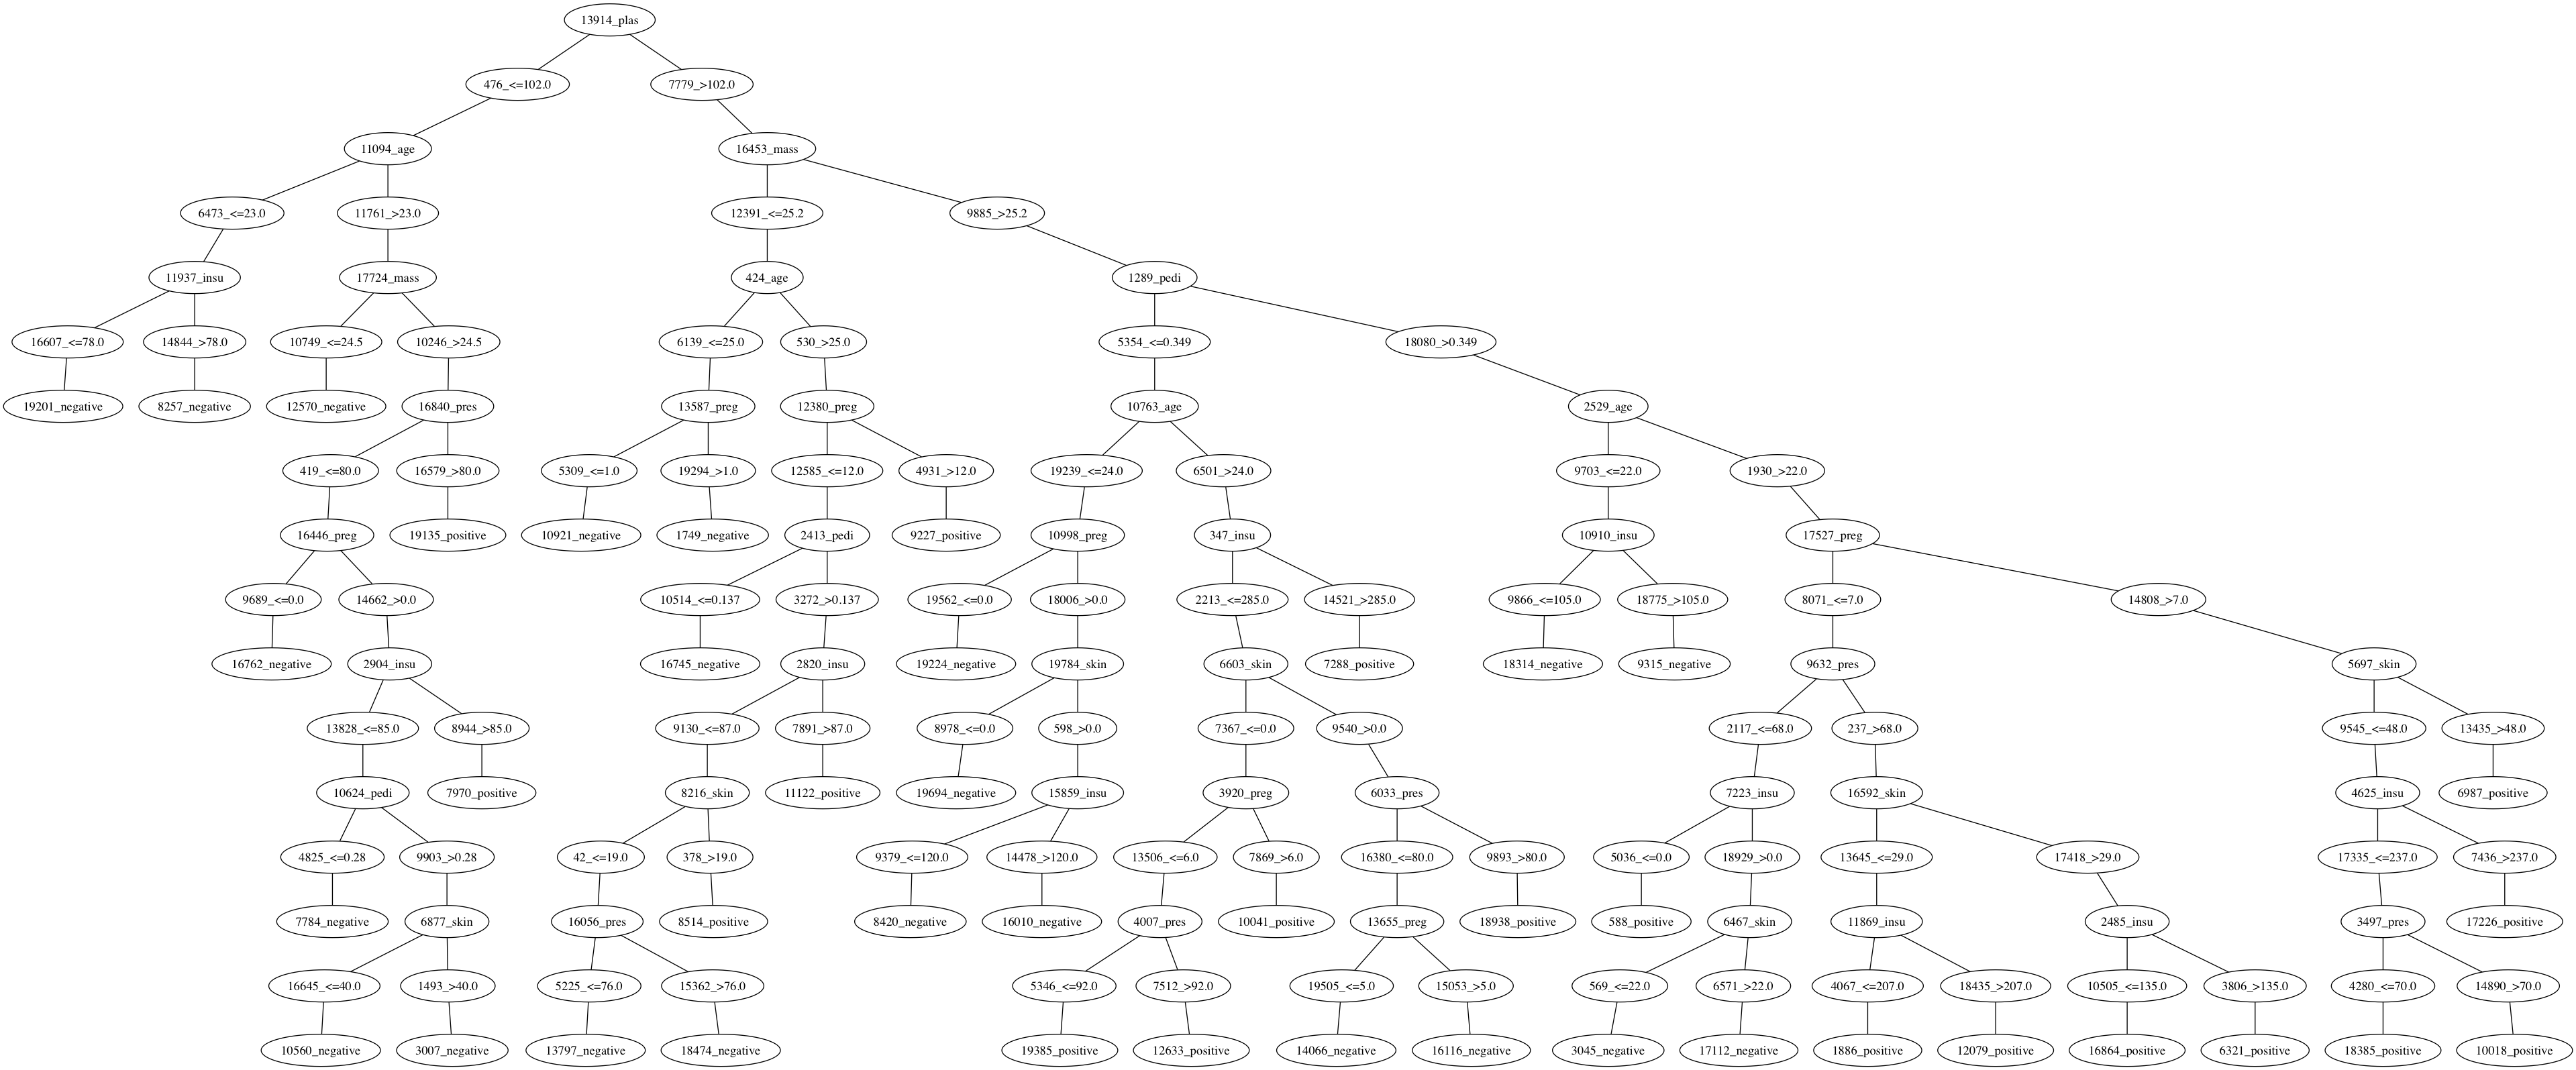 13914_plas
476_<=102.0
7779_>102.0
11094_age
16453_mass
6473_<=23.0
11761_>23.0
12391_<=25.2
9885_>25.2
11937_insu
17724_mass
424_age
1289_pedi
16607_<=78.0
14844_>78.0
10749_<=24.5
10246_>24.5
6139_<=25.0
530_>25.0
5354_<=0.349
18080_>0.349
19201_negative
8257_negative
12570_negative
16840_pres
13587_preg
12380_preg
10763_age
2529_age
419_<=80.0
16579_>80.0
5309_<=1.0
19294_>1.0
12585_<=12.0
4931_>12.0
19239_<=24.0
6501_>24.0
9703_<=22.0
1930_>22.0
16446_preg
19135_positive
10921_negative
1749_negative
2413_pedi
9227_positive
10998_preg
347_insu
10910_insu
17527_preg
9689_<=0.0
14662_>0.0
10514_<=0.137
3272_>0.137
19562_<=0.0
18006_>0.0
2213_<=285.0
14521_>285.0
9866_<=105.0
18775_>105.0
8071_<=7.0
14808_>7.0
16762_negative
2904_insu
16745_negative
2820_insu
19224_negative
19784_skin
6603_skin
7288_positive
18314_negative
9315_negative
9632_pres
5697_skin
13828_<=85.0
8944_>85.0
9130_<=87.0
7891_>87.0
8978_<=0.0
598_>0.0
7367_<=0.0
9540_>0.0
2117_<=68.0
237_>68.0
9545_<=48.0
13435_>48.0
10624_pedi
7970_positive
8216_skin
11122_positive
19694_negative
15859_insu
3920_preg
6033_pres
7223_insu
16592_skin
4625_insu
6987_positive
4825_<=0.28
9903_>0.28
42_<=19.0
378_>19.0
9379_<=120.0
14478_>120.0
13506_<=6.0
7869_>6.0
16380_<=80.0
9893_>80.0
5036_<=0.0
18929_>0.0
13645_<=29.0
17418_>29.0
17335_<=237.0
7436_>237.0
7784_negative
6877_skin
16056_pres
8514_positive
8420_negative
16010_negative
4007_pres
10041_positive
13655_preg
18938_positive
588_positive
6467_skin
11869_insu
2485_insu
3497_pres
17226_positive
16645_<=40.0
1493_>40.0
5225_<=76.0
15362_>76.0
5346_<=92.0
7512_>92.0
19505_<=5.0
15053_>5.0
569_<=22.0
6571_>22.0
4067_<=207.0
18435_>207.0
10505_<=135.0
3806_>135.0
4280_<=70.0
14890_>70.0
10560_negative
3007_negative
13797_negative
18474_negative
19385_positive
12633_positive
14066_negative
16116_negative
3045_negative
17112_negative
1886_positive
12079_positive
16864_positive
6321_positive
18385_positive
10018_positive